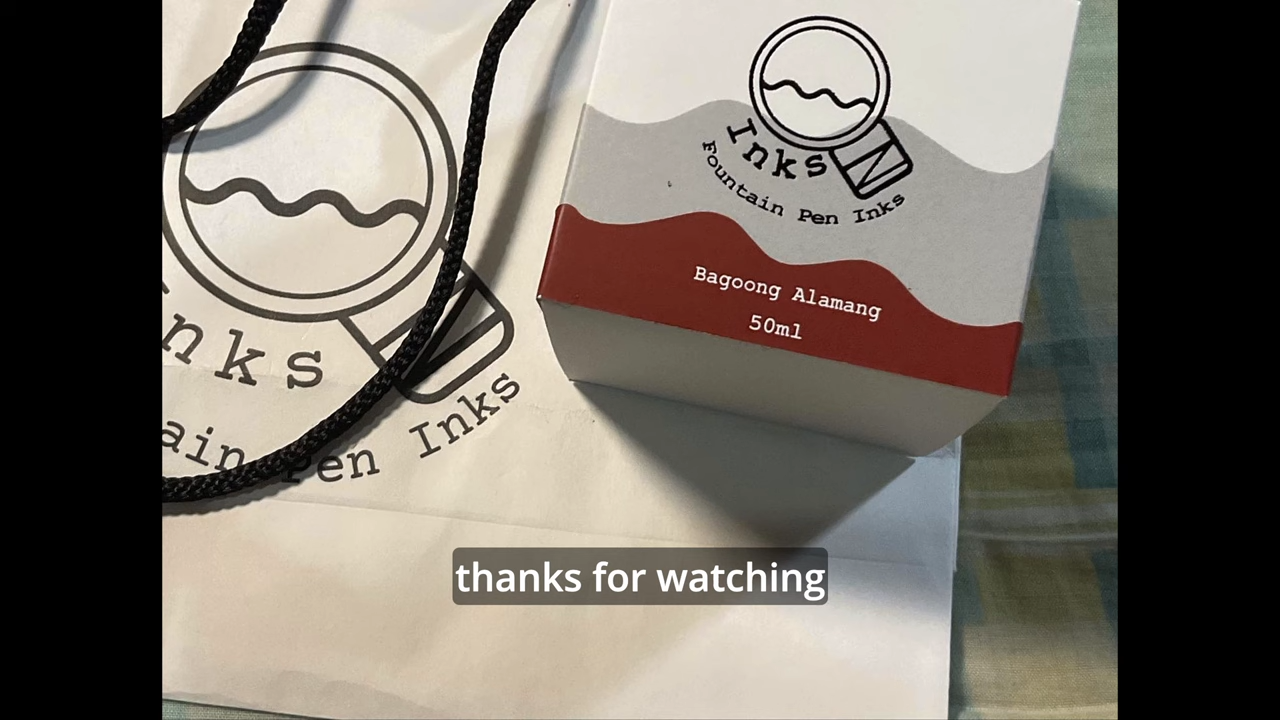 Inks
Fountain Pen Inks
Bagoong Alamang
50ml
nks
ain Pen Inks
thanks for watching